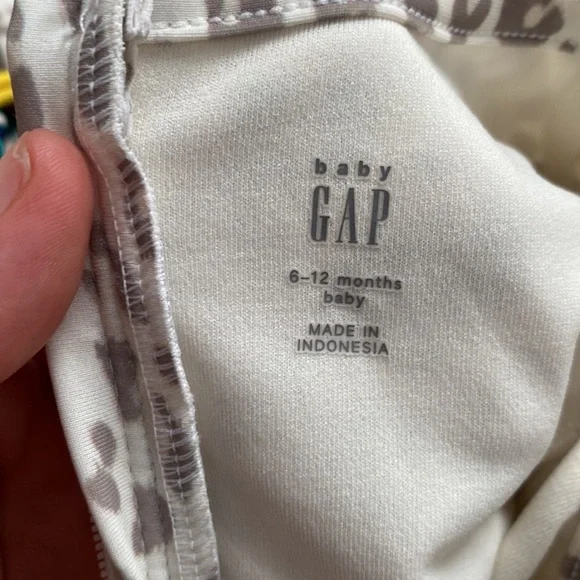 baby
GAP
6–12 months
baby
MADE IN
INDONESIA